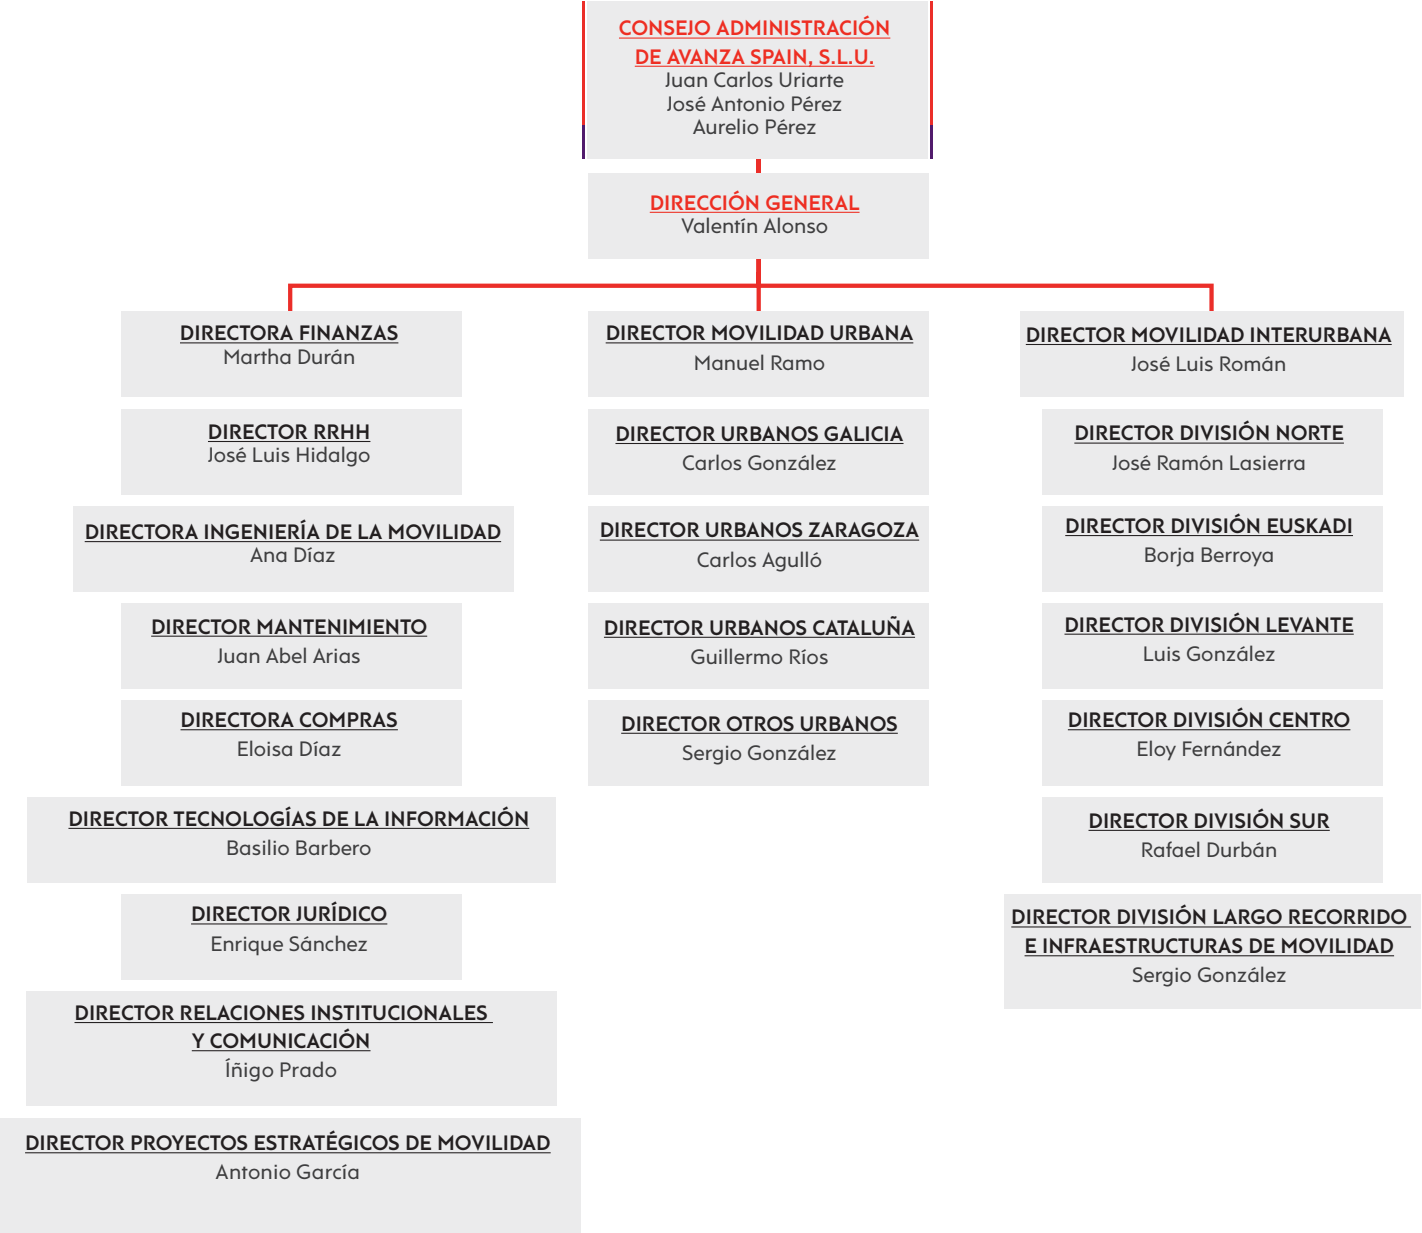 CONSEJO ADMINISTRACIÓN
DE AVANZA SPAIN, S.L.U.
Juan Carlos Uriarte
José Antonio Pérez
Aurelio Pérez
DIRECCIÓN GENERAL
Valentín Alonso
DIRECTORA FINANZAS
Martha Durán
DIRECTOR RRHH
José Luis Hidalgo
DIRECTORA INGENIERÍA DE LA MOVILIDAD
Ana Díaz
DIRECTOR MANTENIMIENTO
Juan Abel Arias
DIRECTORA COMPRAS
Eloisa Díaz
DIRECTOR TECNOLOGÍAS DE LA INFORMACIÓN
Basilio Barbero
DIRECTOR JURÍDICO
Enrique Sánchez
DIRECTOR RELACIONES INSTITUCIONALES
Y COMUNICACIÓN
Íñigo Prado
DIRECTOR PROYECTOS ESTRATÉGICOS DE MOVILIDAD
Antonio García
DIRECTOR MOVILIDAD URBANA
Manuel Ramo
DIRECTOR URBANOS GALICIA
Carlos González
DIRECTOR URBANOS ZARAGOZA
Carlos Agulló
DIRECTOR URBANOS CATALUÑA
Guillermo Ríos
DIRECTOR OTROS URBANOS
Sergio González
DIRECTOR MOVILIDAD INTERURBANA
José Luis Román
DIRECTOR DIVISIÓN NORTE
José Ramón Lasierra
DIRECTOR DIVISIÓN EUSKADI
Borja Berroya
DIRECTOR DIVISIÓN LEVANTE
Luis González
DIRECTOR DIVISIÓN CENTRO
Eloy Fernández
DIRECTOR DIVISIÓN SUR
Rafael Durbán
DIRECTOR DIVISIÓN LARGO RECORRIDO
E INFRAESTRUCTURAS DE MOVILIDAD
Sergio González